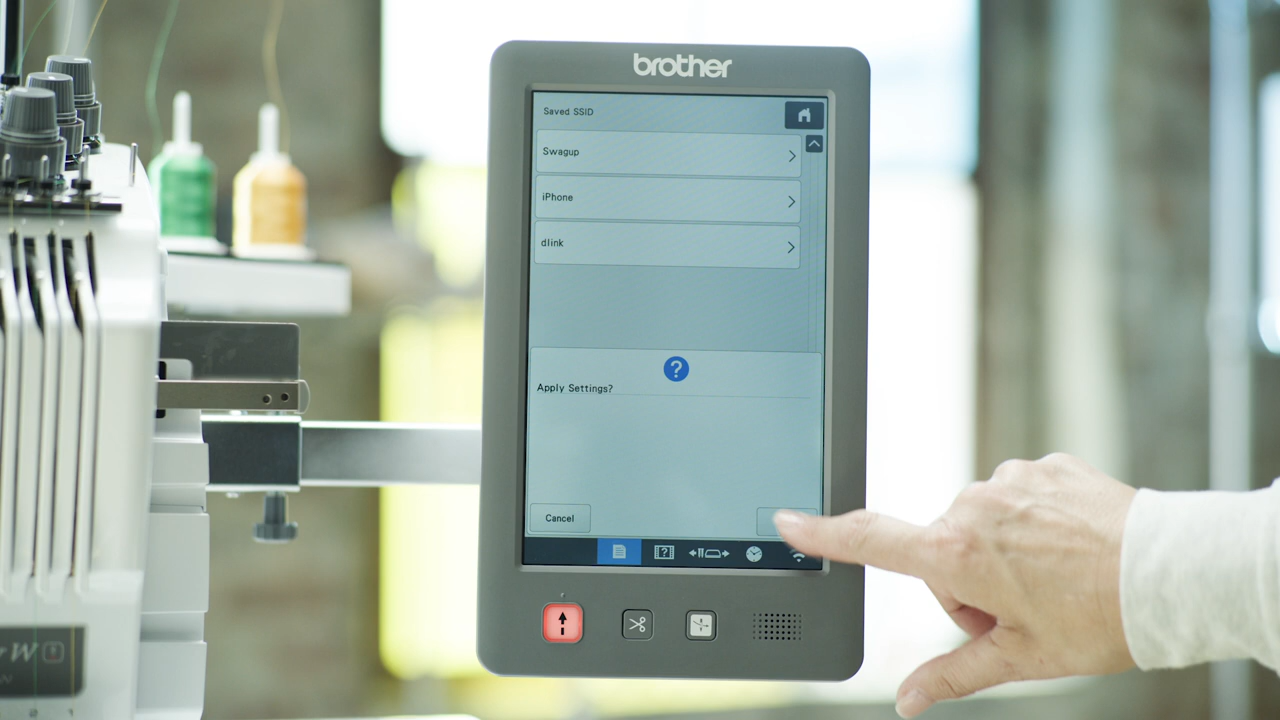 brother
Saved SSID
Swagup
iPhone
dlink
?
Apply Settings?
Cancel
W